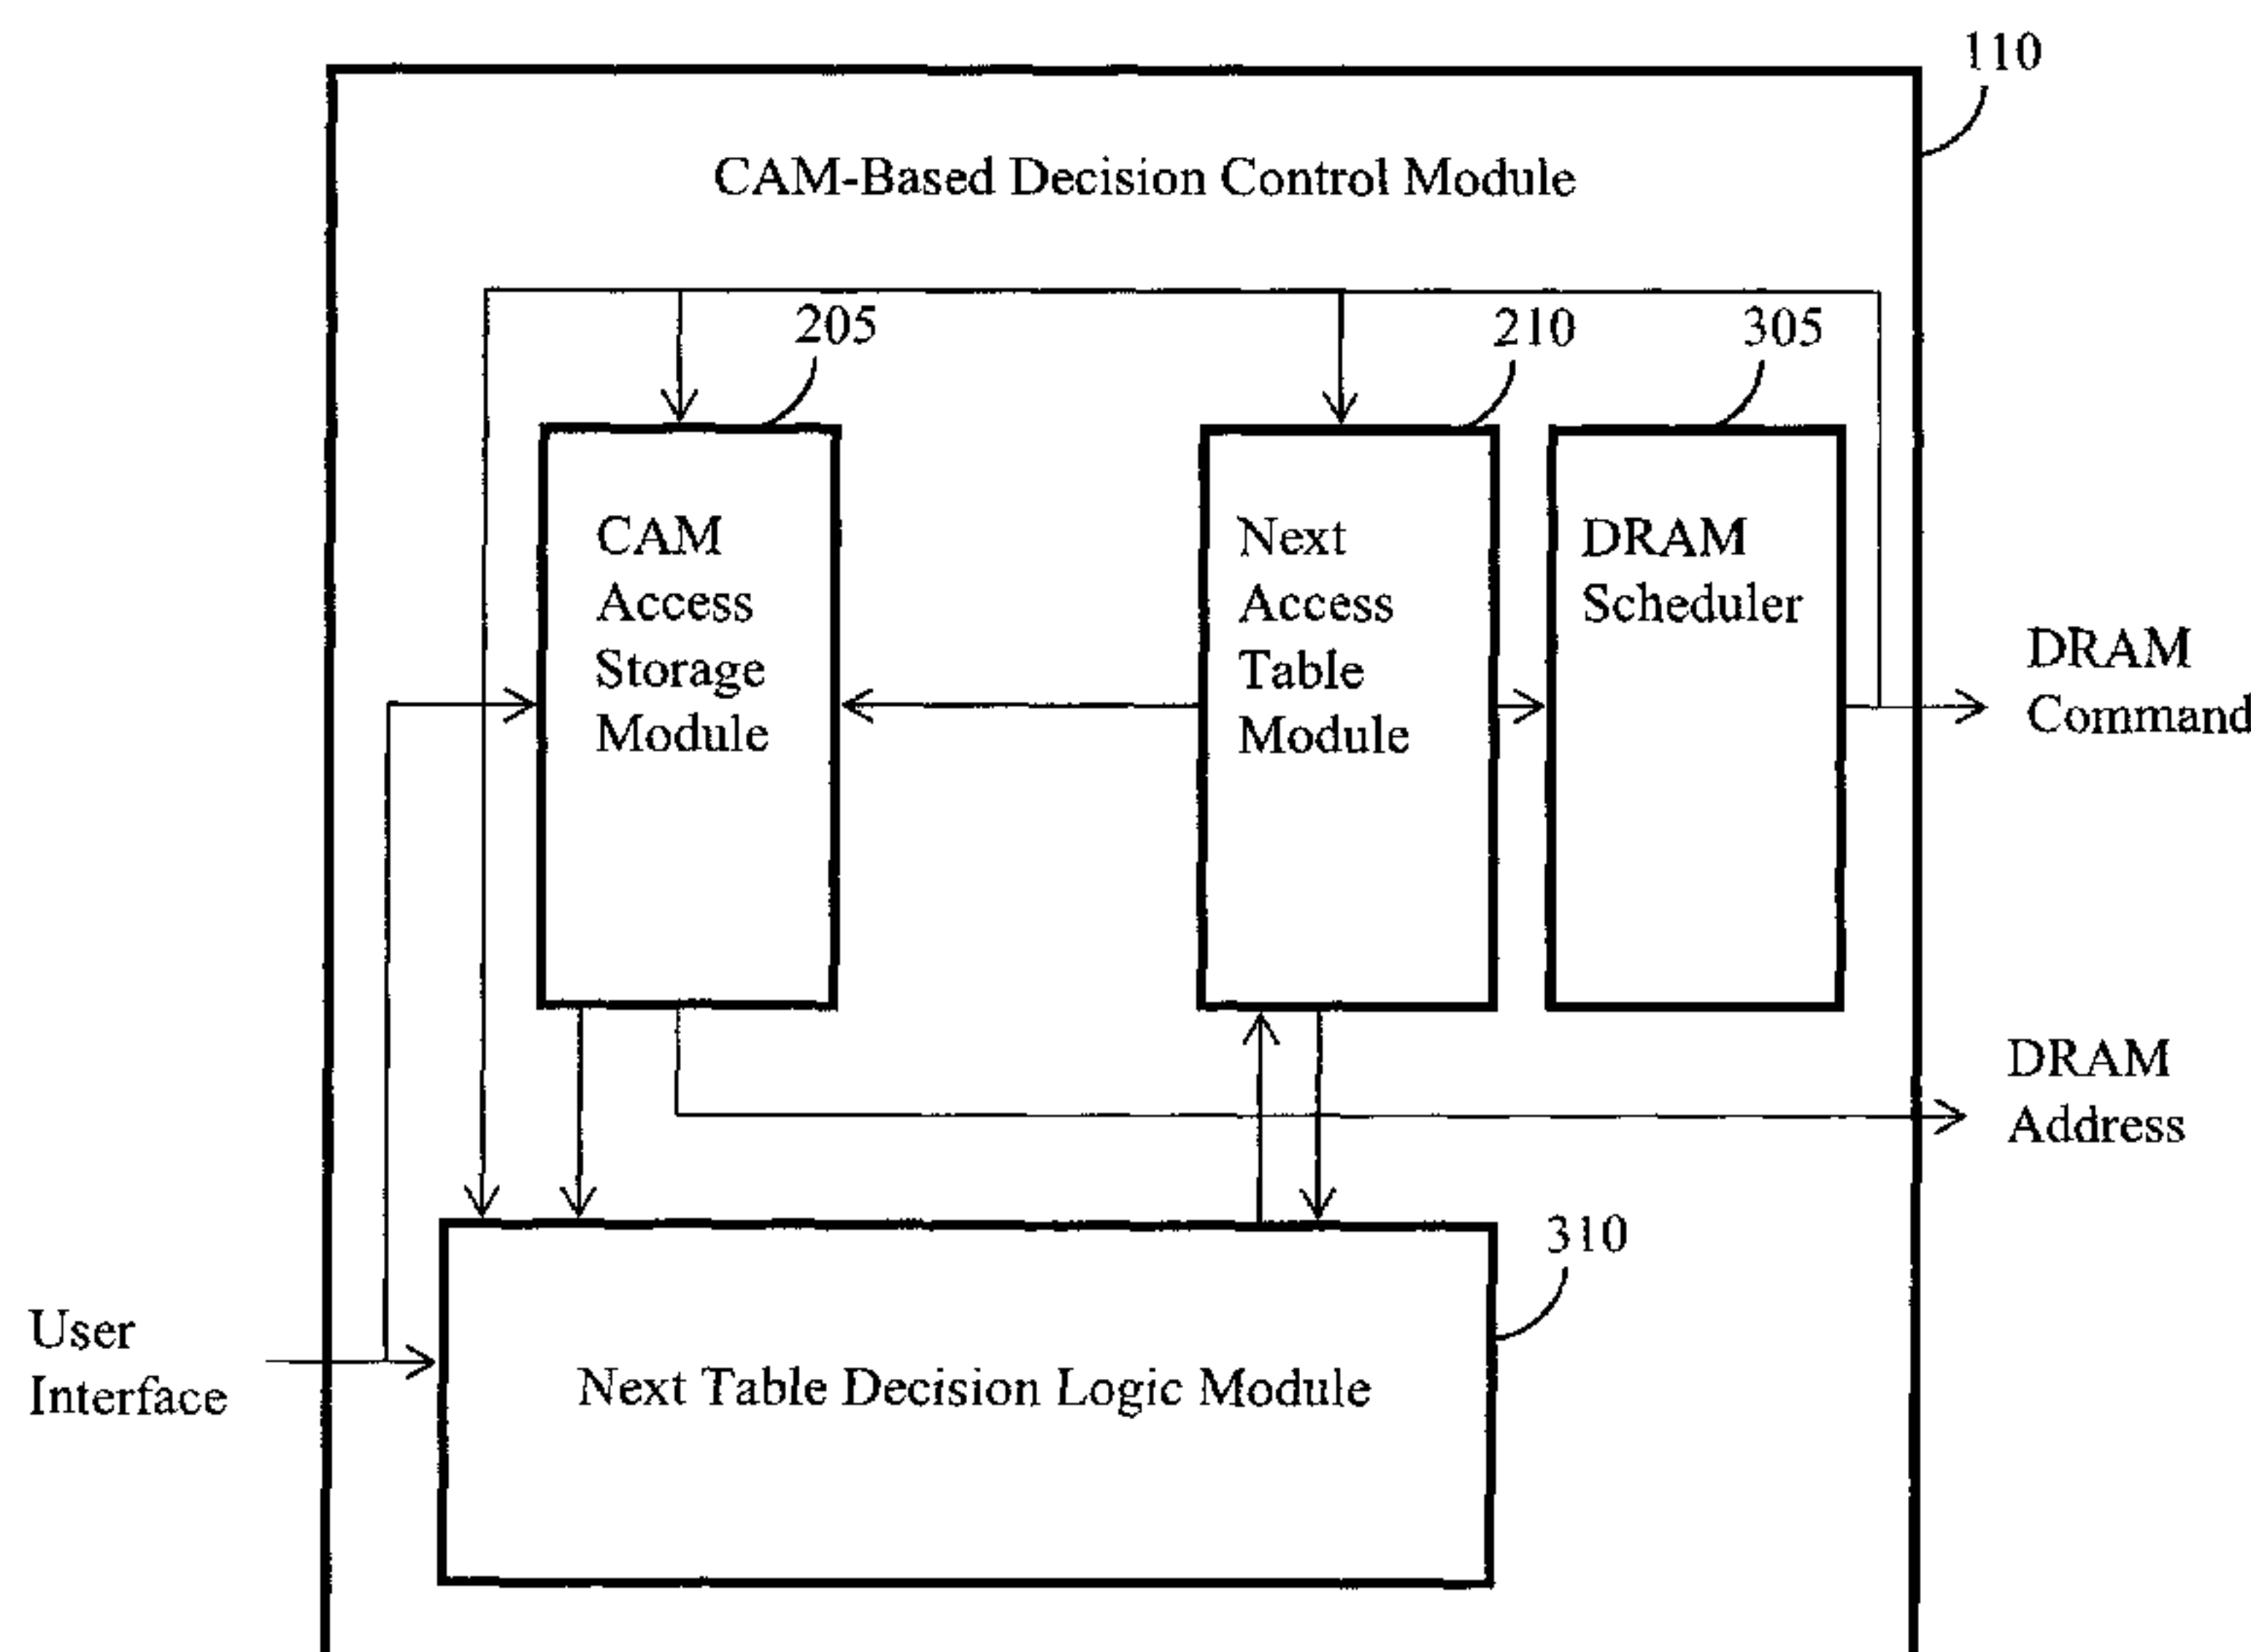 110
CAM-Based Decision Control Module
205
210
305
CAM
Access
Storage
Module
Next
Access
Table
Module
DRAM
Scheduler
DRAM
Command
DRAM
Address
310
User
Interface
Next Table Decision Logic Module